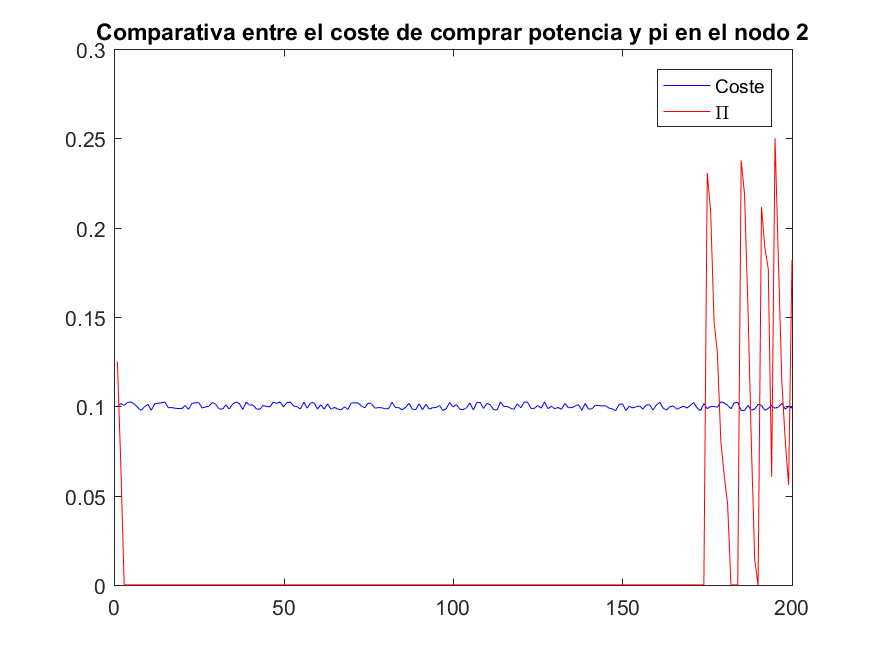 Comparativa entre el coste de comprar potencia y pi en el nodo 2
0.3
0.25
0.2
0.15
0.1
0.05
0
0 50 100 150 200
Coste
Π